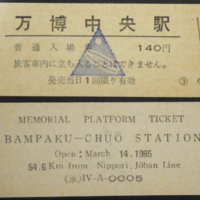 万博中央駅
普通入場券 140円
旅客車内に立ち入ることはできません。
発売当日1回限り有効
MEMORIAL PLATFORM TICKET
BAMPAKU-CHŪŌ STATION
Open: March 14.1985
54.6 Km from Nippori, Jōban Line
(永)Ⅳ-A-0005